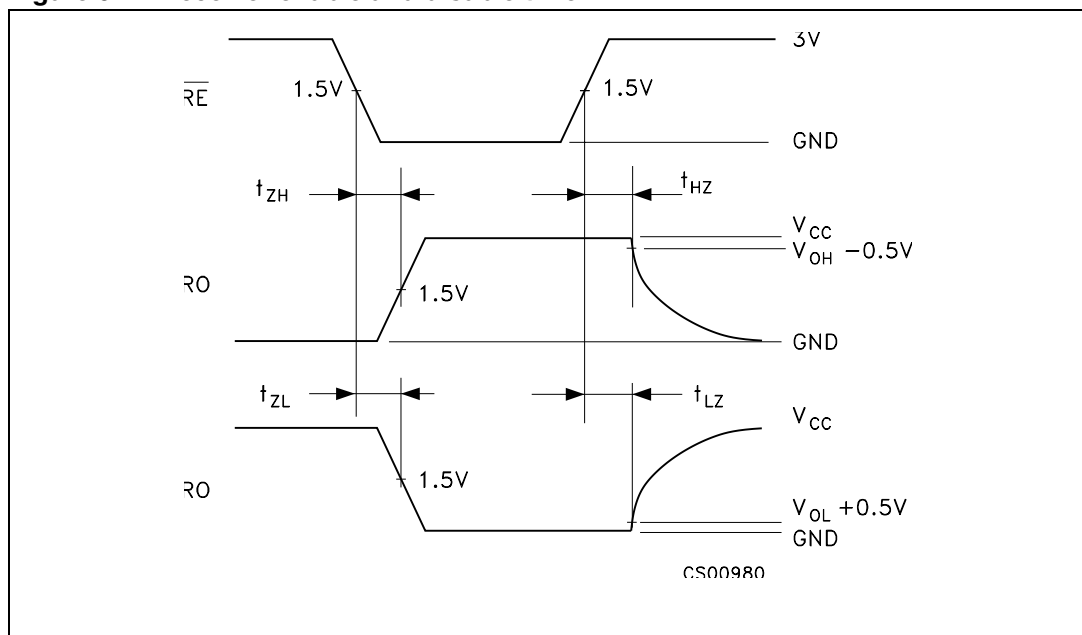 3V
1.5V
1.5V
RE
GND
tZH
tHZ
VCC
VOH −0.5V
RO
1.5V
GND
tZL
tLZ
VCC
1.5V
RO
VOL +0.5V
GND
CS00980